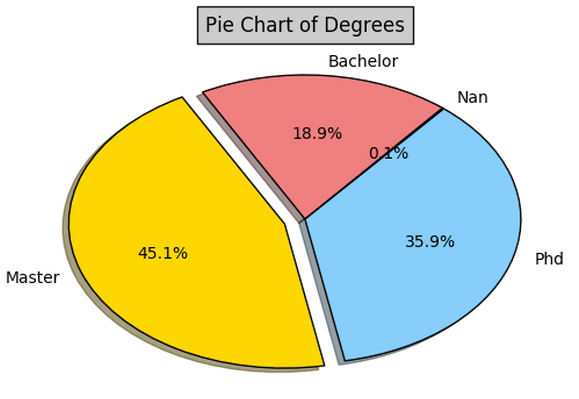 Pie Chart of Degrees
Bachelor
Nan
18.9%
0.1%
35.9%
45.1%
Phd
Master